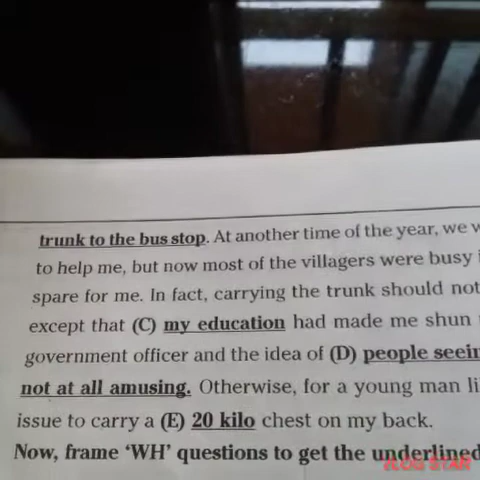 trunk to the bus stop. At another time of the year, we
to help me, but now most of the villagers were busy
spare for me. In fact, carrying the trunk should not
except that (C) my education had made me shun
government officer and the idea of (D) people seein
not at all amusing. Otherwise, for a young man li
issue to carry a (E) 20 kilo chest on my back.
Now, frame 'WH' questions to get the underlined
STAR